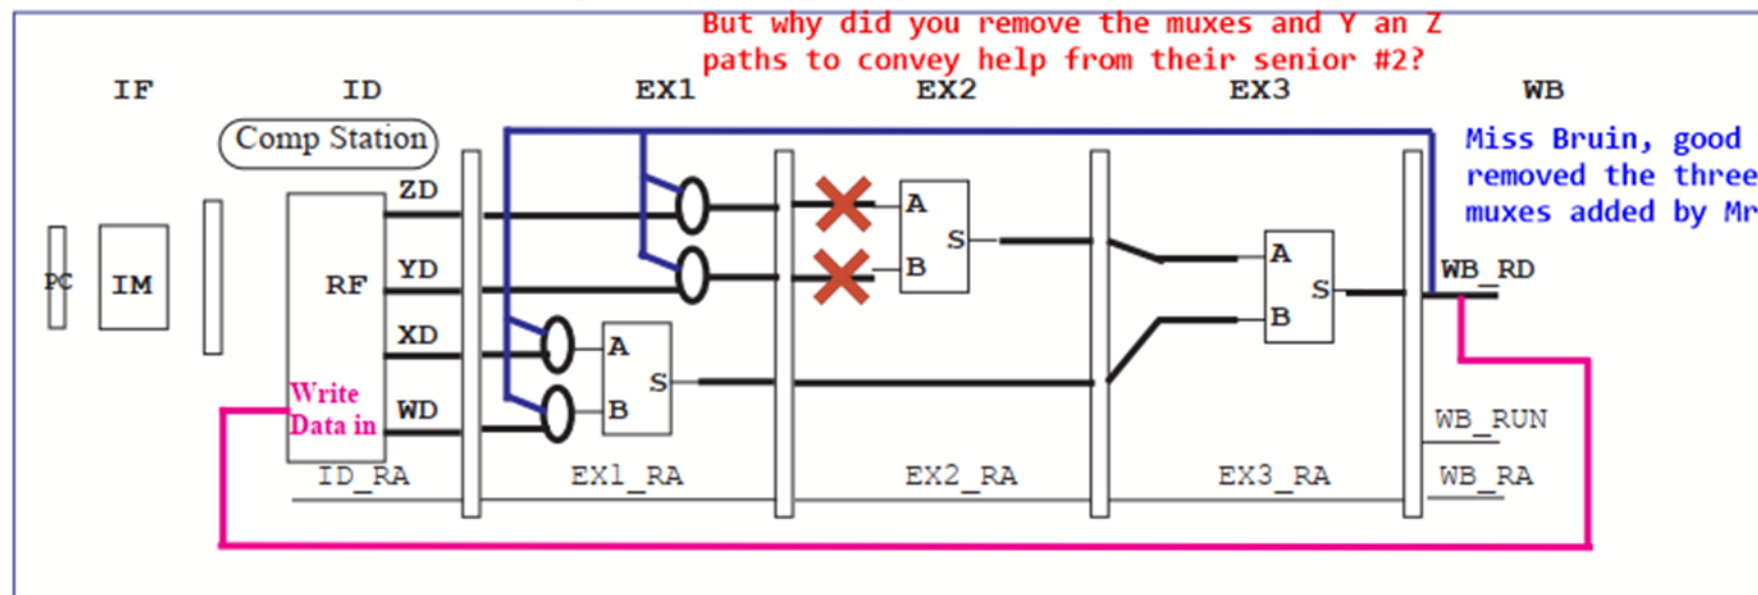 But why did you remove the muxes and Y an Z
paths to convey help from their senior #2?
IF ID EX1 EX2 EX3 WB
Comp Station
Miss Bruin, good
removed the three
muxes added by Mr
ZD
A
S
B
YD
PC
IM
RF
A
S
B
WB_RD
XD
A
S
B
WD
Write
Data in
WB_RUN
ID_RA EX1_RA EX2_RA EX3_RA WB_RA